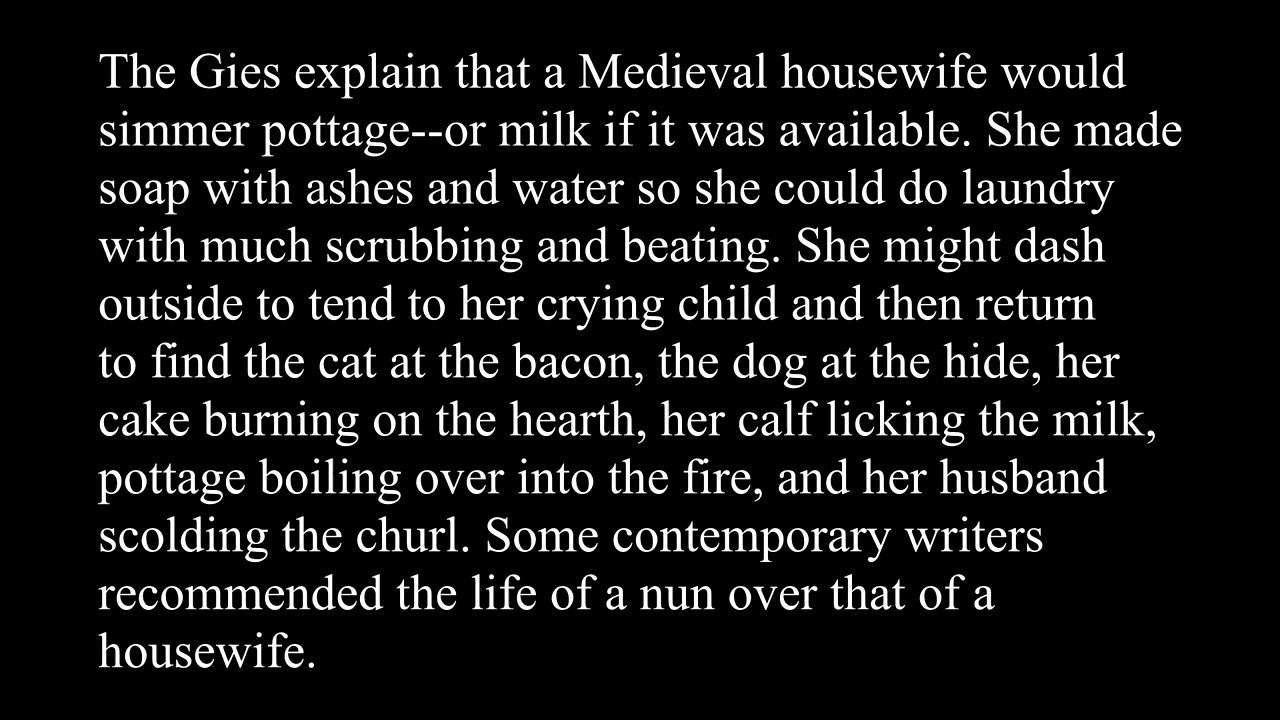 The Gies explain that a Medieval housewife would
simmer pottage--or milk if it was available. She made
soap with ashes and water so she could do laundry
with much scrubbing and beating. She might dash
outside to tend to her crying child and then return
to find the cat at the bacon, the dog at the hide, her
cake burning on the hearth, her calf licking the milk,
pottage boiling over into the fire, and her husband
scolding the churl. Some contemporary writers
recommended the life of a nun over that of a
housewife.